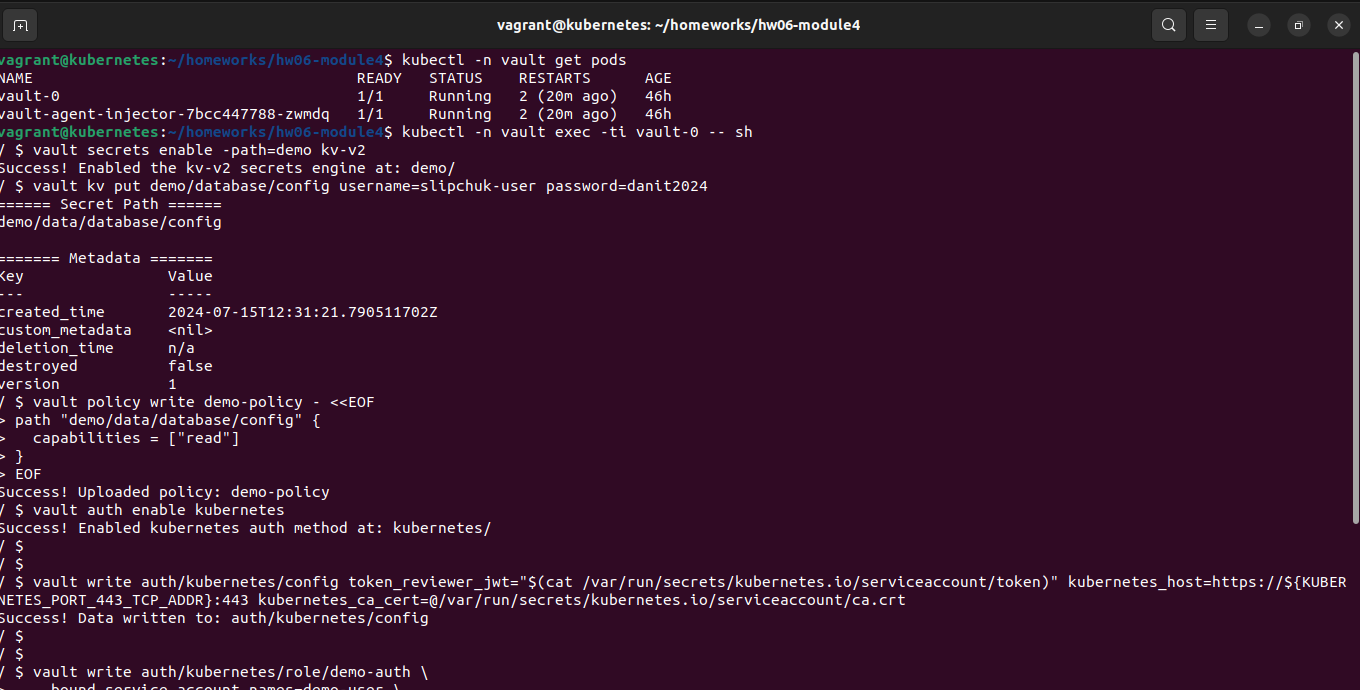 vagrant@kubernetes: ~/homeworks/hw06-module4
vagrant@kubernetes:~/homeworks/hw06-module4$ kubectl -n vault get pods
NAME                                    READY   STATUS    RESTARTS      AGE
vault-0                                 1/1     Running   2 (20m ago)   46h
vault-agent-injector-7bcc447788-zwmdq   1/1     Running   2 (20m ago)   46h
vagrant@kubernetes:~/homeworks/hw06-module4$ kubectl -n vault exec -ti vault-0 -- sh
/ $ vault secrets enable -path=demo kv-v2
Success! Enabled the kv-v2 secrets engine at: demo/
/ $ vault kv put demo/database/config username=slipchuk-user password=danit2024
====== Secret Path ======
demo/data/database/config

======= Metadata =======
Key                Value
---                -----
created_time       2024-07-15T12:31:21.790511702Z
custom_metadata    <nil>
deletion_time      n/a
destroyed          false
version            1
/ $ vault policy write demo-policy - <<EOF
> path "demo/data/database/config" {
>   capabilities = ["read"]
> }
> EOF
Success! Uploaded policy: demo-policy
/ $ vault auth enable kubernetes
Success! Enabled kubernetes auth method at: kubernetes/
/ $
/ $
/ $ vault write auth/kubernetes/config token_reviewer_jwt="$(cat /var/run/secrets/kubernetes.io/serviceaccount/token)" kubernetes_host=https://${KUBER
NETES_PORT_443_TCP_ADDR}:443 kubernetes_ca_cert=@/var/run/secrets/kubernetes.io/serviceaccount/ca.crt
Success! Data written to: auth/kubernetes/config
/ $
/ $
/ $ vault write auth/kubernetes/role/demo-auth \
>     bound_service_account_names=demo-user \